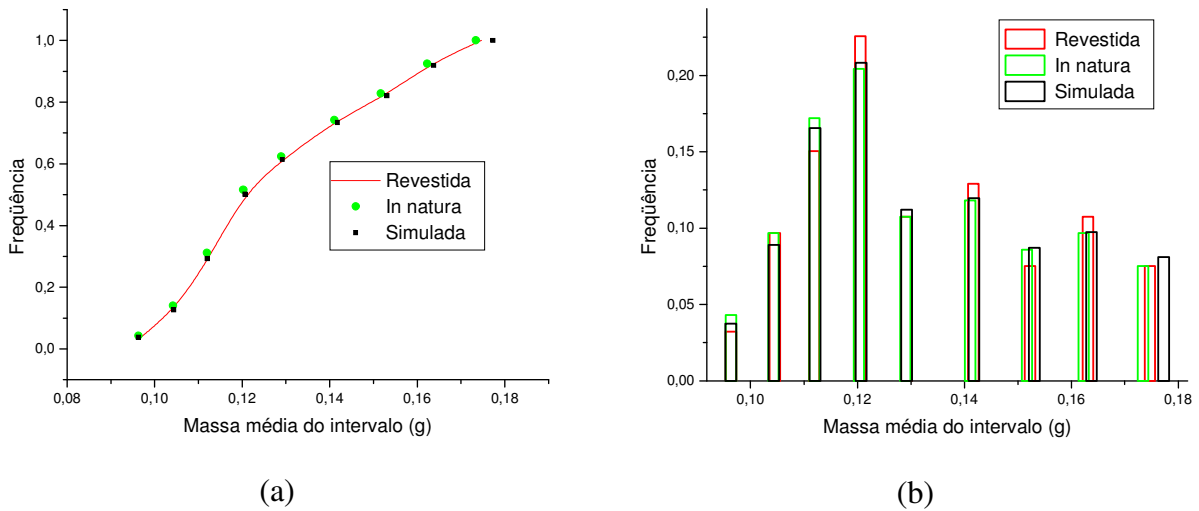 1,0
0,8
0,6
0,4
0,2
0,0
Freqüência
0,08
0,10
0,12
0,14
0,16
0,18
Massa média do intervalo (g)
Revestida
In natura
Simulada
(a)
0,20
0,15
0,10
0,05
0,00
Freqüência
0,10
0,12
0,14
0,16
0,18
Massa média do intervalo (g)
Revestida
In natura
Simulada
(b)